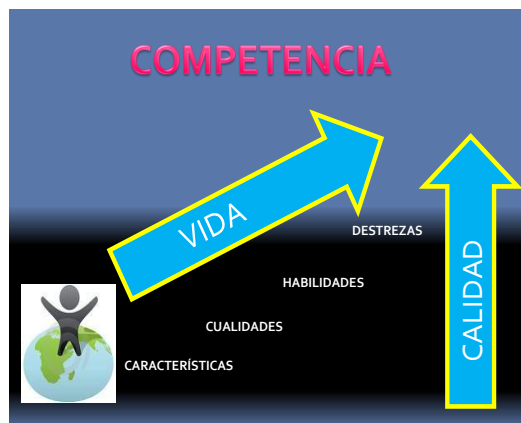 COMPETENCIA
VIDA
DESTREZAS
HABILIDADES
CUALIDADES
CARACTERÍSTICAS
CALIDAD